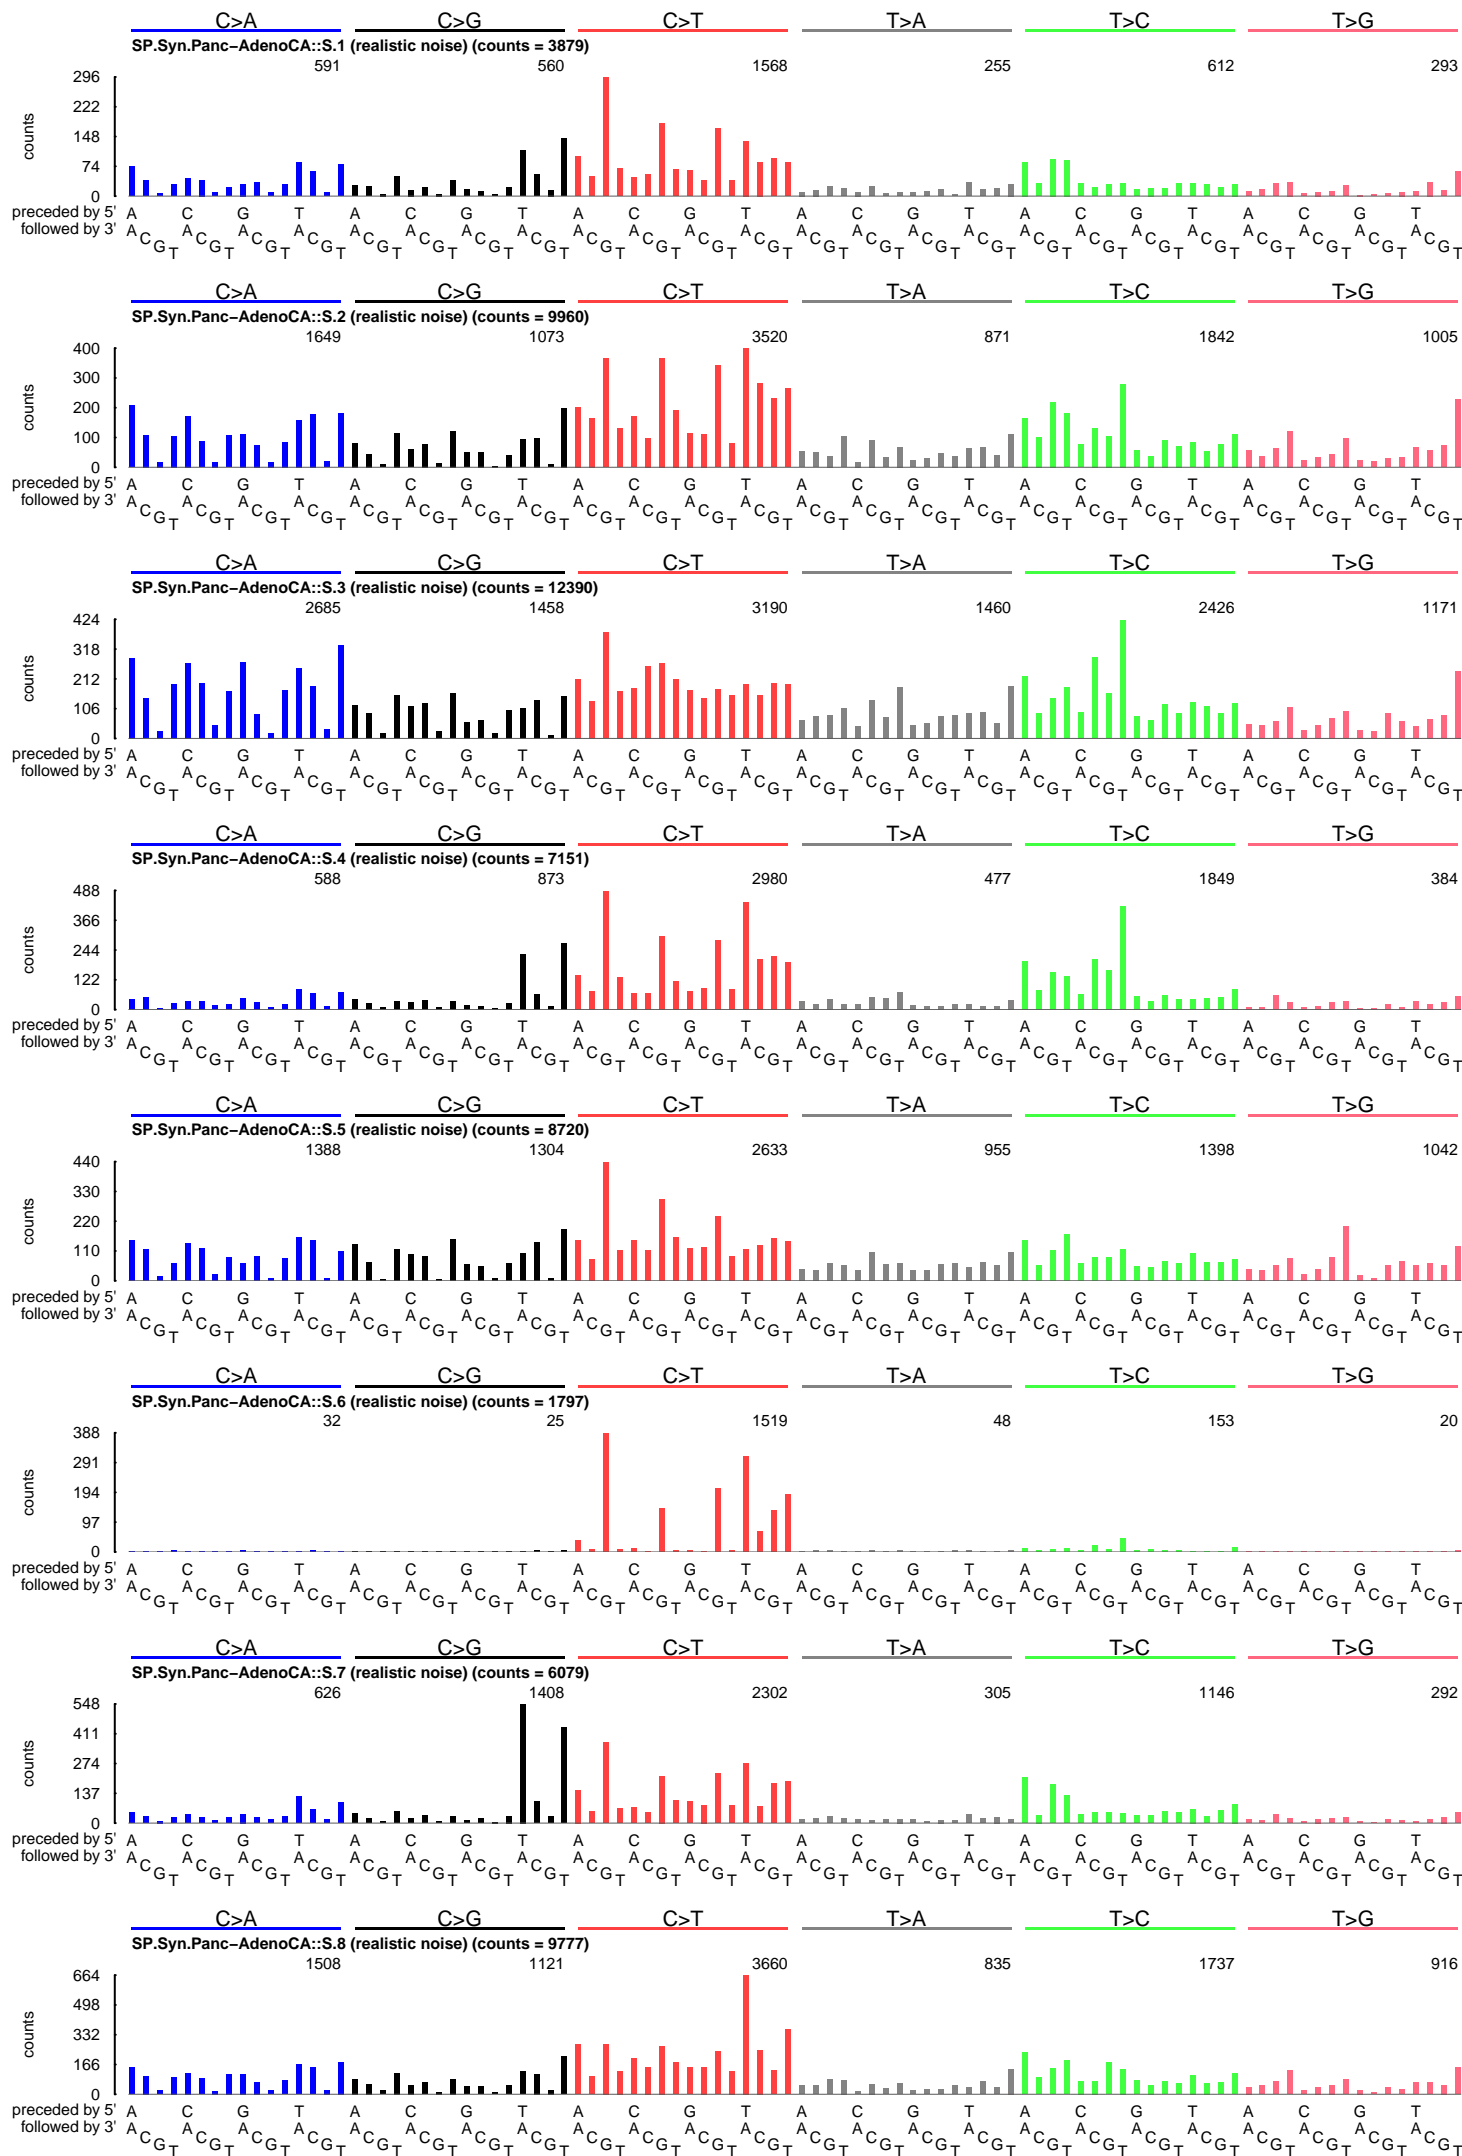 C>A C>G C>T T>A T>C T>G
SP.Syn.Panc−AdenoCA::S.1 (realistic noise) (counts = 3879)
591 560 1568 255 612 293
296
222
148
74
0
counts
preceded by 5' A C G T A C G T A C G T A C G T A C G T A C G T
followed by 3' A C G T A C G T A C G T A C G T A C G T A C G T A C G T A C G T A C G T A C G T A C G T A C G T A C G T A C G T A C G T A C G T A C G T A C G T A C G T A C G T A C G T A C G T A C G T A C G T
C>A C>G C>T T>A T>C T>G
SP.Syn.Panc−AdenoCA::S.2 (realistic noise) (counts = 9960)
1649 1073 3520 871 1842 1005
400
300
200
100
0
counts
preceded by 5' A C G T A C G T A C G T A C G T A C G T A C G T
followed by 3' A C G T A C G T A C G T A C G T A C G T A C G T A C G T A C G T A C G T A C G T A C G T A C G T A C G T A C G T A C G T A C G T A C G T A C G T A C G T A C G T A C G T A C G T A C G T A C G T
C>A C>G C>T T>A T>C T>G
SP.Syn.Panc−AdenoCA::S.3 (realistic noise) (counts = 12390)
2685 1458 3190 1460 2426 1171
424
318
212
106
0
counts
preceded by 5' A C G T A C G T A C G T A C G T A C G T A C G T
followed by 3' A C G T A C G T A C G T A C G T A C G T A C G T A C G T A C G T A C G T A C G T A C G T A C G T A C G T A C G T A C G T A C G T A C G T A C G T A C G T A C G T A C G T A C G T A C G T A C G T
C>A C>G C>T T>A T>C T>G
SP.Syn.Panc−AdenoCA::S.4 (realistic noise) (counts = 7151)
588 873 2980 477 1849 384
488
366
244
122
0
counts
preceded by 5' A C G T A C G T A C G T A C G T A C G T A C G T
followed by 3' A C G T A C G T A C G T A C G T A C G T A C G T A C G T A C G T A C G T A C G T A C G T A C G T A C G T A C G T A C G T A C G T A C G T A C G T A C G T A C G T A C G T A C G T A C G T A C G T
C>A C>G C>T T>A T>C T>G
SP.Syn.Panc−AdenoCA::S.5 (realistic noise) (counts = 8720)
1388 1304 2633 955 1398 1042
440
330
220
110
0
counts
preceded by 5' A C G T A C G T A C G T A C G T A C G T A C G T
followed by 3' A C G T A C G T A C G T A C G T A C G T A C G T A C G T A C G T A C G T A C G T A C G T A C G T A C G T A C G T A C G T A C G T A C G T A C G T A C G T A C G T A C G T A C G T A C G T A C G T
C>A C>G C>T T>A T>C T>G
SP.Syn.Panc−AdenoCA::S.6 (realistic noise) (counts = 1797)
32 25 1519 48 153 20
388
291
194
97
0
counts
preceded by 5' A C G T A C G T A C G T A C G T A C G T A C G T
followed by 3' A C G T A C G T A C G T A C G T A C G T A C G T A C G T A C G T A C G T A C G T A C G T A C G T A C G T A C G T A C G T A C G T A C G T A C G T A C G T A C G T A C G T A C G T A C G T A C G T
C>A C>G C>T T>A T>C T>G
SP.Syn.Panc−AdenoCA::S.7 (realistic noise) (counts = 6079)
626 1408 2302 305 1146 292
548
411
274
137
0
counts
preceded by 5' A C G T A C G T A C G T A C G T A C G T A C G T
followed by 3' A C G T A C G T A C G T A C G T A C G T A C G T A C G T A C G T A C G T A C G T A C G T A C G T A C G T A C G T A C G T A C G T A C G T A C G T A C G T A C G T A C G T A C G T A C G T A C G T
C>A C>G C>T T>A T>C T>G
SP.Syn.Panc−AdenoCA::S.8 (realistic noise) (counts = 9777)
1508 1121 3660 835 1737 916
664
498
332
166
0
counts
preceded by 5' A C G T A C G T A C G T A C G T A C G T A C G T
followed by 3' A C G T A C G T A C G T A C G T A C G T A C G T A C G T A C G T A C G T A C G T A C G T A C G T A C G T A C G T A C G T A C G T A C G T A C G T A C G T A C G T A C G T A C G T A C G T A C G T